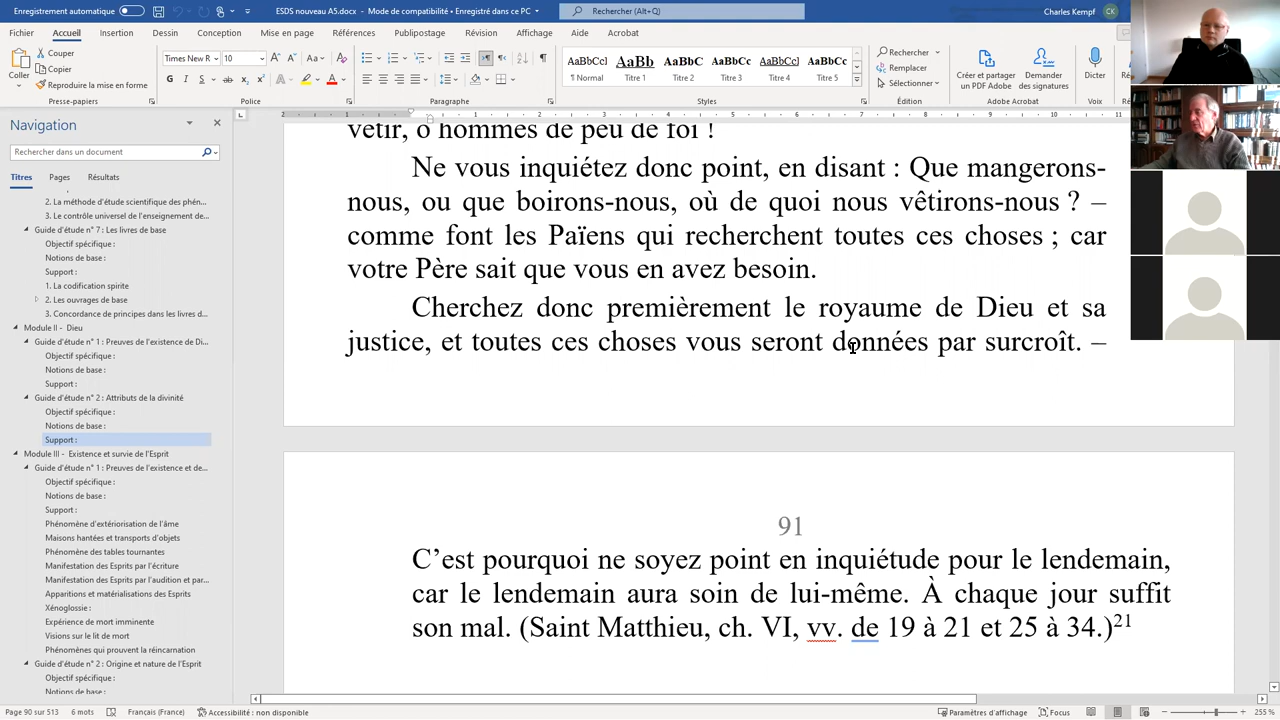 Enregistrement automatique
ESDS nouveau A5.docx - Mode de compatibilité • Enregistré dans ce PC
Rechercher (Alt+Q)
Charles Kempf
CK
Fichier Accueil Insertion Dessin Conception Mise en page Références Publipostage Révision Affichage Aide Acrobat
Coller
Couper
Copier
Reproduire la mise en forme
Presse-papiers
Times New R
10
Police
Paragraphe
AaBbCcI ¶ Normal
AaBb Titre 1
AaBbC Titre 2
AaBbCc Titre 3
AaBbCcI Titre 4
AaBbCc Titre 5
Styles
Rechercher
Remplacer
Sélectionner
Édition
Créer et partager un PDF Adobe
Demander des signatures
Adobe Acrobat
Dicter
Voix
Navigation
Rechercher dans un document
Titres Pages Résultats
2. La méthode d'étude scientifique des phén...
3. Le contrôle universel de l'enseignement de...
Guide d'étude n° 7 : Les livres de base
Objectif spécifique :
Notions de base :
Support :
1. La codification spirite
2. Les ouvrages de base
3. Concordance de principes dans les livres d...
Module II - Dieu
Guide d'étude n° 1 : Preuves de l'existence de Di...
Objectif spécifique :
Notions de base :
Support :
Guide d'étude n° 2 : Attributs de la divinité
Objectif spécifique :
Notions de base :
Support :
Module III - Existence et survie de l'Esprit
Guide d'étude n° 1 : Preuves de l'existence et de...
Objectif spécifique :
Notions de base :
Support :
Phénomène d'extériorisation de l'âme
Maisons hantées et transports d'objets
Phénomène des tables tournantes
Manifestation des Esprits par l'écriture
Manifestation des Esprits par l'audition et par...
Apparitions et matérialisations des Esprits
Xénoglossie :
Expérience de mort imminente
Visions sur le lit de mort
Phénomènes qui prouvent la réincarnation
Guide d'étude n° 2 : Origine et nature de l'Esprit
Notions de base :
vêtir, ô hommes de peu de foi !
Ne vous inquiétez donc point, en disant : Que mangerons-
nous, ou que boirons-nous, où de quoi nous vêtirons-nous ? –
comme font les Païens qui recherchent toutes ces choses ; car
votre Père sait que vous en avez besoin.
Cherchez donc premièrement le royaume de Dieu et sa
justice, et toutes ces choses vous seront données par surcroît. –
91
C'est pourquoi ne soyez point en inquiétude pour le lendemain,
car le lendemain aura soin de lui-même. À chaque jour suffit
son mal. (Saint Matthieu, ch. VI, vv. de 19 à 21 et 25 à 34.)21
Page 90 sur 513 6 mots Français (France) Accessibilité : non disponible
Paramètres d'affichage Focus 255 %